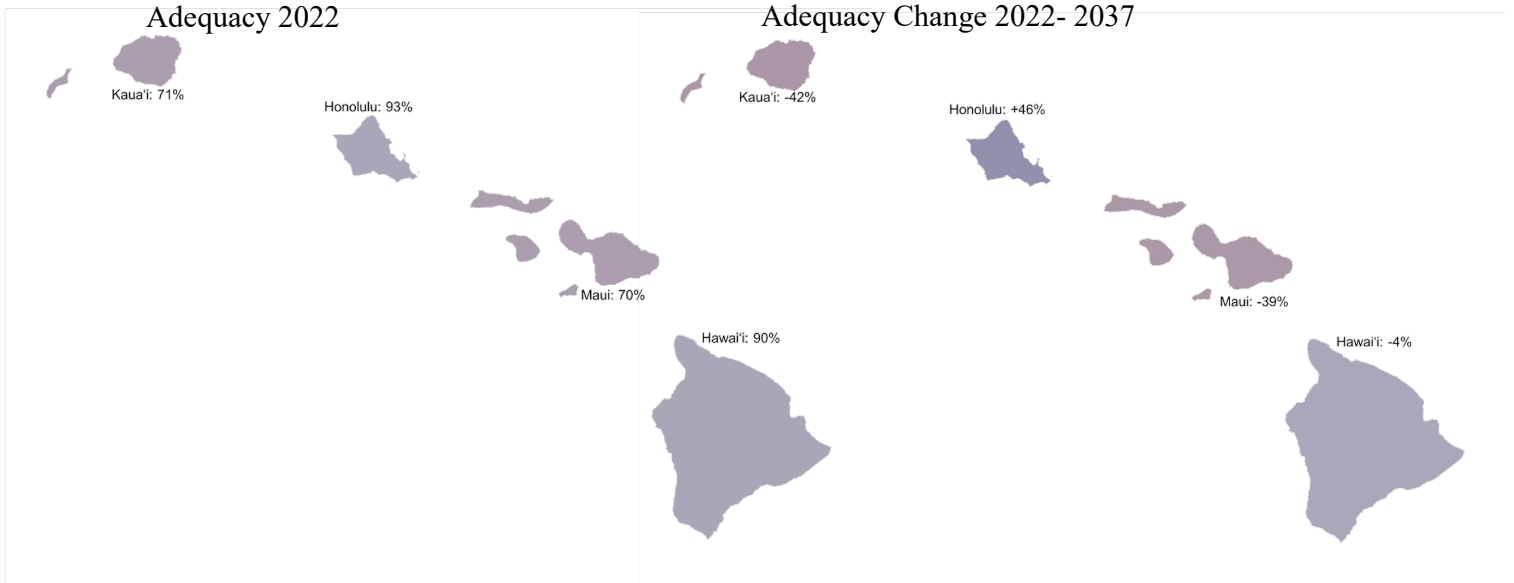 Adequacy 2022
Kaua'i: 71%
Honolulu: 93%
Maui: 70%
Hawai'i: 90%
Adequacy Change 2022- 2037
Kaua'i: -42%
Honolulu: +46%
Maui: -39%
Hawai'i: -4%